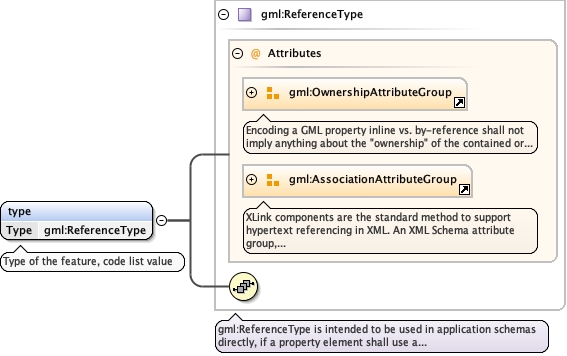 gml:ReferenceType
@ Attributes
gml:OwnershipAttributeGroup
Encoding a GML property inline vs. by-reference shall not
imply anything about the "ownership" of the contained or...
gml:AssociationAttributeGroup
XLink components are the standard method to support
hypertext referencing in XML. An XML Schema attribute
group,...
type
Type gml:ReferenceType
Type of the feature, code list value
gml:ReferenceType is intended to be used in application schemas
directly, if a property element shall use a...